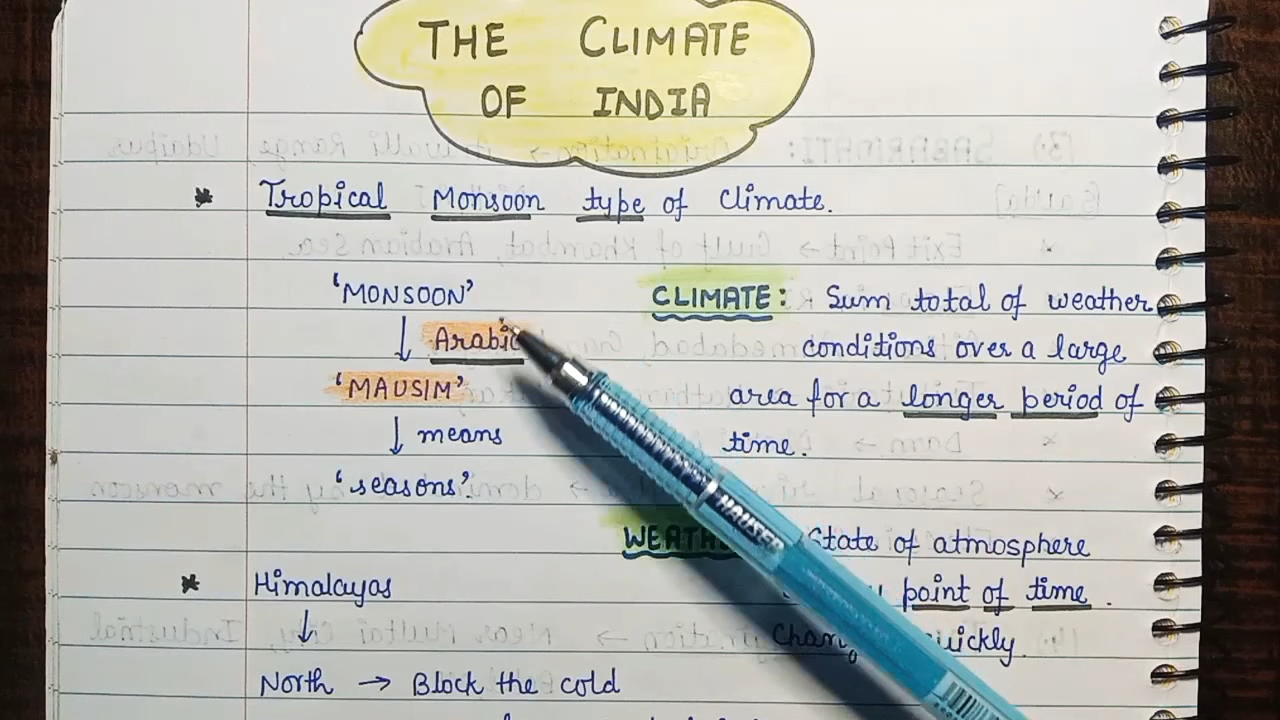 THE CLIMATE
OF INDIA
* Tropical Monsoon type of climate.
'MONSOON'
↓ Arabic
'MAUSIM'
↓ means
'seasons'
CLIMATE: Sum total of weather
conditions over a large
area for a longer period of
time.
State of atmosphere
point of time.
* Himalayas
↓
North → Block the cold
HAUSER